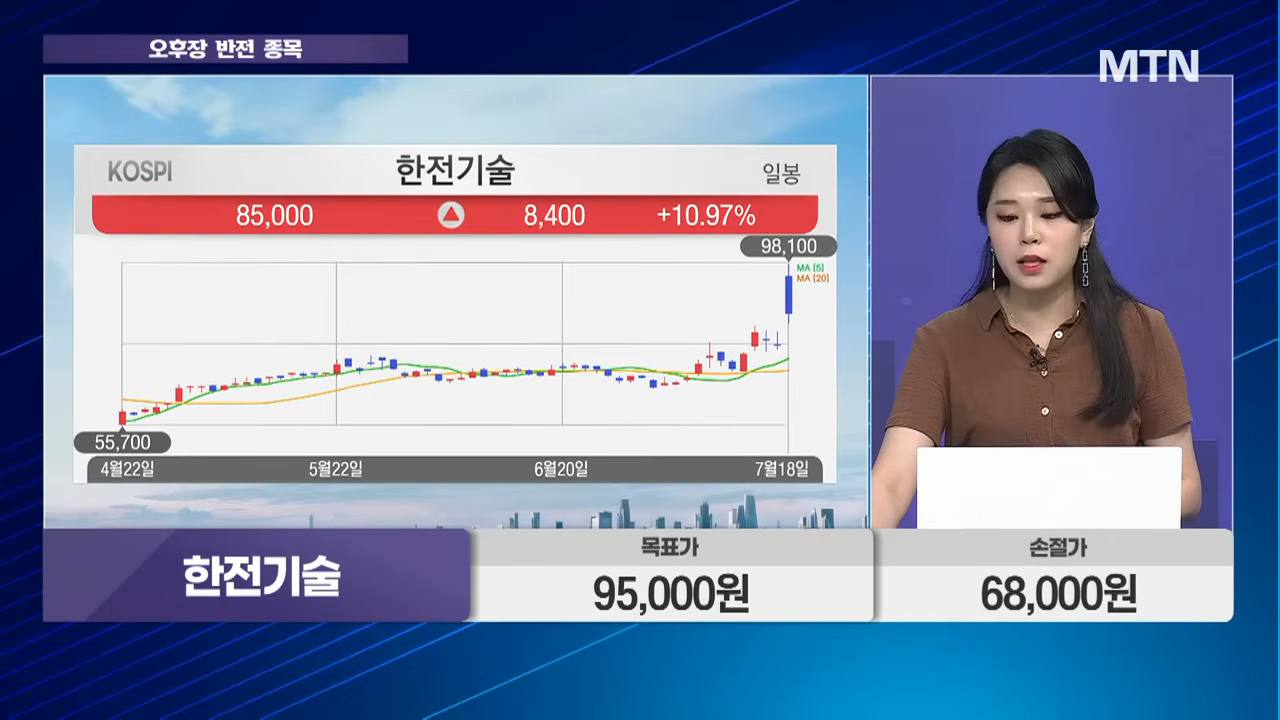 오후장 반전 종목
MTN
KOSPI
한전기술
일봉
85,000 8,400 +10.97%
98,100
MA [5]
MA [20]
55,700
4월22일 5월22일 6월20일 7월18일
한전기술
목표가
95,000원
손절가
68,000원